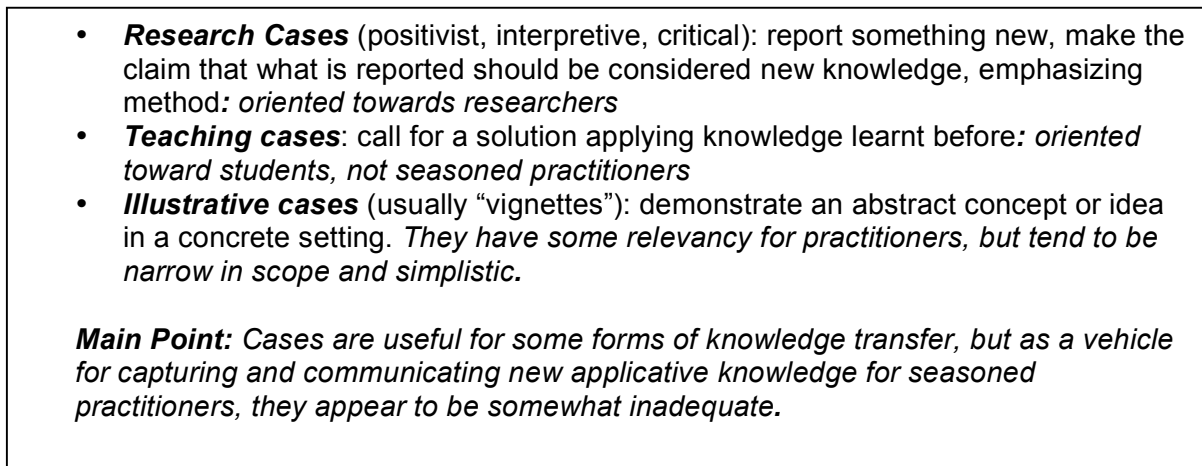 • Research Cases (positivist, interpretive, critical): report something new, make the
claim that what is reported should be considered new knowledge, emphasizing
method: oriented towards researchers
• Teaching cases: call for a solution applying knowledge learnt before: oriented
toward students, not seasoned practitioners
• Illustrative cases (usually “vignettes”): demonstrate an abstract concept or idea
in a concrete setting. They have some relevancy for practitioners, but tend to be
narrow in scope and simplistic.
Main Point: Cases are useful for some forms of knowledge transfer, but as a vehicle
for capturing and communicating new applicative knowledge for seasoned
practitioners, they appear to be somewhat inadequate.